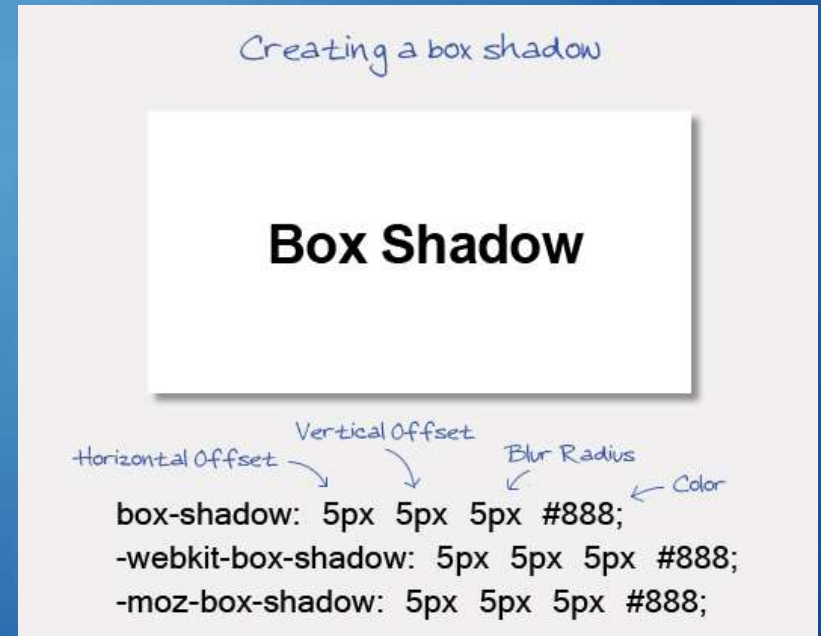 Creating a box shadow
Box Shadow
Vertical Offset
Horizontal Offset
Blur Radius
Color
box-shadow: 5px 5px 5px #888;
-webkit-box-shadow: 5px 5px 5px #888;
-moz-box-shadow: 5px 5px 5px #888;